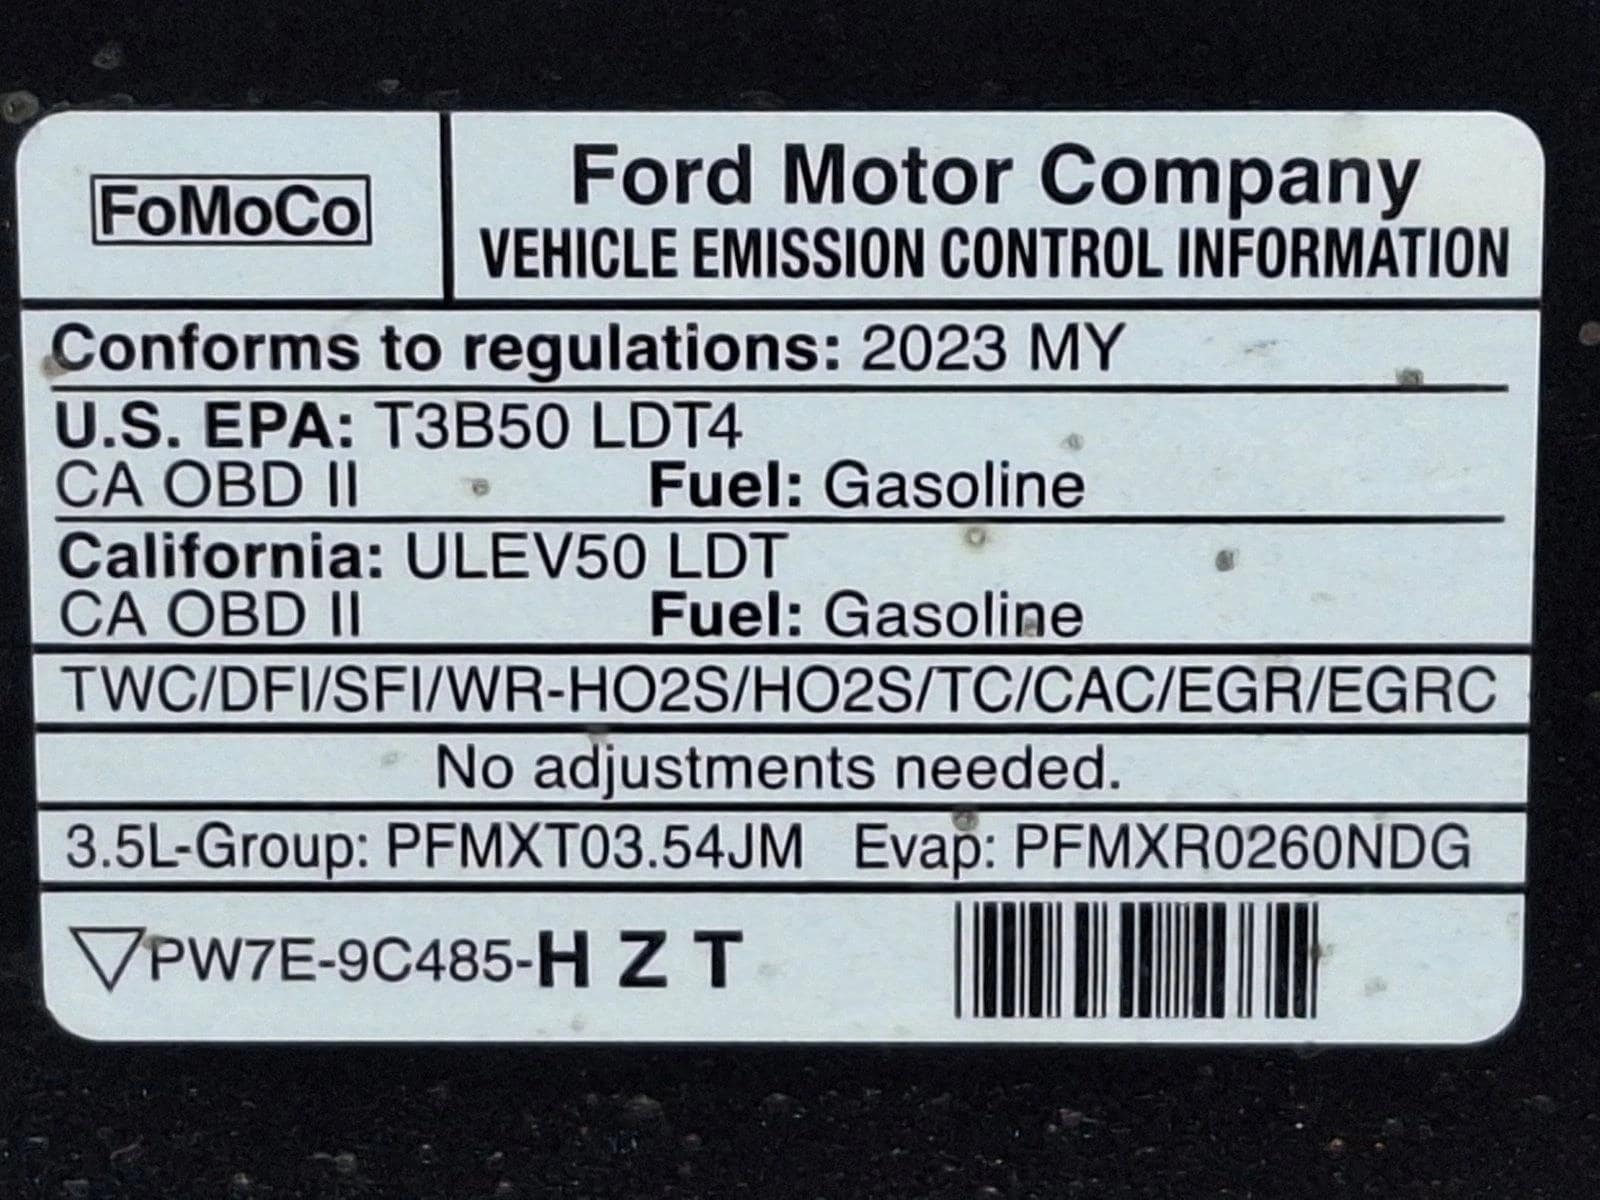 FoMoCo
Ford Motor Company
VEHICLE EMISSION CONTROL INFORMATION
Conforms to regulations: 2023 MY
U.S. EPA: T3B50 LDT4
CA OBD II Fuel: Gasoline
California: ULEV50 LDT
CA OBD II Fuel: Gasoline
TWC/DFI/SFI/WR-HO2S/HO2S/TC/CAC/EGR/EGRC
No adjustments needed.
3.5L-Group: PFMXT03.54JM Evap: PFMXR0260NDG
PW7E-9C485-H Z T